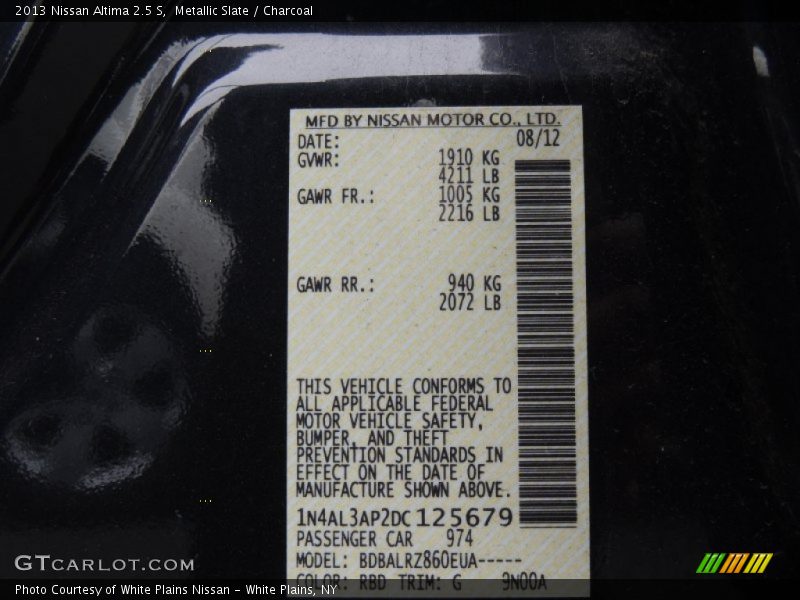 2013 Nissan Altima 2.5 S, Metallic Slate / Charcoal
MFD BY NISSAN MOTOR CO., LTD.
DATE: 08/12
GVWR: 1910 KG
4211 LB
GAWR FR.: 1005 KG
2216 LB
GAWR RR.: 940 KG
2072 LB
THIS VEHICLE CONFORMS TO
ALL APPLICABLE FEDERAL
MOTOR VEHICLE SAFETY,
BUMPER, AND THEFT
PREVENTION STANDARDS IN
EFFECT ON THE DATE OF
MANUFACTURE SHOWN ABOVE.
1N4AL3AP2DC125679
PASSENGER CAR 974
MODEL: BDBALRZ860EUA-----
COLOR: RBD TRIM: G 9N00A
GTCARLOT.COM
Photo Courtesy of White Plains Nissan - White Plains, NY